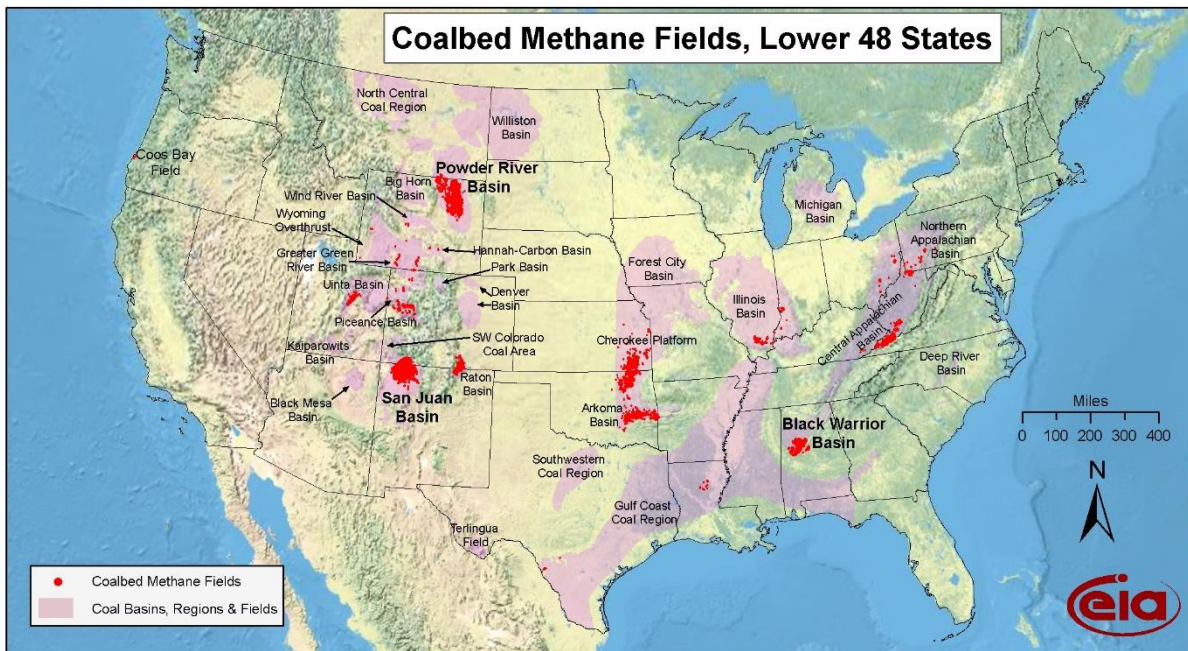 Coalbed Methane Fields, Lower 48 States
North Central
Coal Region
Williston
Basin
Coos Bay
Field
Powder River
Basin
Big Horn
Basin
Wind River Basin
Wyoming
Overthrust
Greater Green
River Basin
Hannah-Carbon Basin
Park Basin
Uinta Basin
Denver
Basin
Piceance Basin
Kaiparowits
Basin
SW Colorado
Coal Area
Black Mesa
Basin
San Juan
Basin
Raton
Basin
Michigan
Basin
Northern
Appalachian
Basin
Forest City
Basin
Illinois
Basin
Central Appalachian
Basin
Cherokee Platform
Deep River
Basin
Arkoma
Basin
Black Warrior
Basin
Southwestern
Coal Region
Gulf Coast
Coal Region
Terlingua
Field
Miles
0 100 200 300 400
N
Coalbed Methane Fields
Coal Basins, Regions & Fields
eia